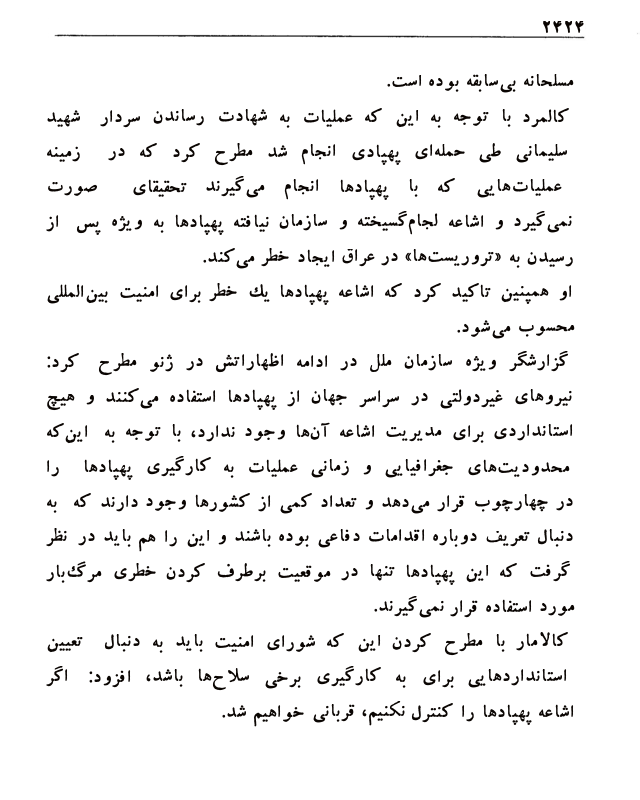 ۲۴۲۴
مسلحانه بی‌سابقه بوده است.
کالمرد با توجه به این که عملیات به شهادت رساندن سردار شهید
سلیمانی طی حمله‌ای پهپادی انجام شد مطرح کرد که در زمینه
عملیات‌هایی که با پهپادها انجام می‌گیرند تحقیقای صورت
نمی‌گیرد و اشاعه لجام‌گسیخته و سازمان نیافته پهپادها به ویژه پس از
رسیدن به «تروریست‌ها» در عراق ایجاد خطر می‌کند.
او همپنین تاکید کرد که اشاعه پهپادها یك خطر برای امنیت بین‌المللی
محسوب می‌شود.
گزارشگر ویژه سازمان ملل در ادامه اظهاراتش در ژنو مطرح کرد:
نیروهای غیردولتی در سراسر جهان از پهپادها استفاده می‌کنند و هیچ
استانداردی برای مدیریت اشاعه آن‌ها وجود ندارد، با توجه به این‌که
محدودیت‌های جغرافیایی و زمانی عملیات به کارگیری پهپادها را
در چهارچوب قرار می‌دهد و تعداد کمی از کشورها وجود دارند که به
دنبال تعریف دوباره اقدامات دفاعی بوده باشند و این را هم باید در نظر
گرفت که این پهپادها تنها در موقعیت برطرف کردن خطری مرگ‌بار
مورد استفاده قرار نمی‌گیرند.
کالامار با مطرح کردن این که شورای امنیت باید به دنبال تعیین
استانداردهایی برای به کارگیری برخی سلاح‌ها باشد، افزود: اگر
اشاعه پهپادها را کنترل نکنیم، قربانی خواهیم شد.